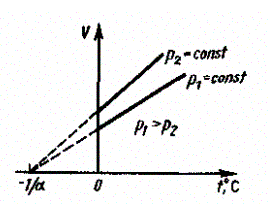 V
p₂=const
p₁=const
p₁>p₂
-1/α
0
t,°C